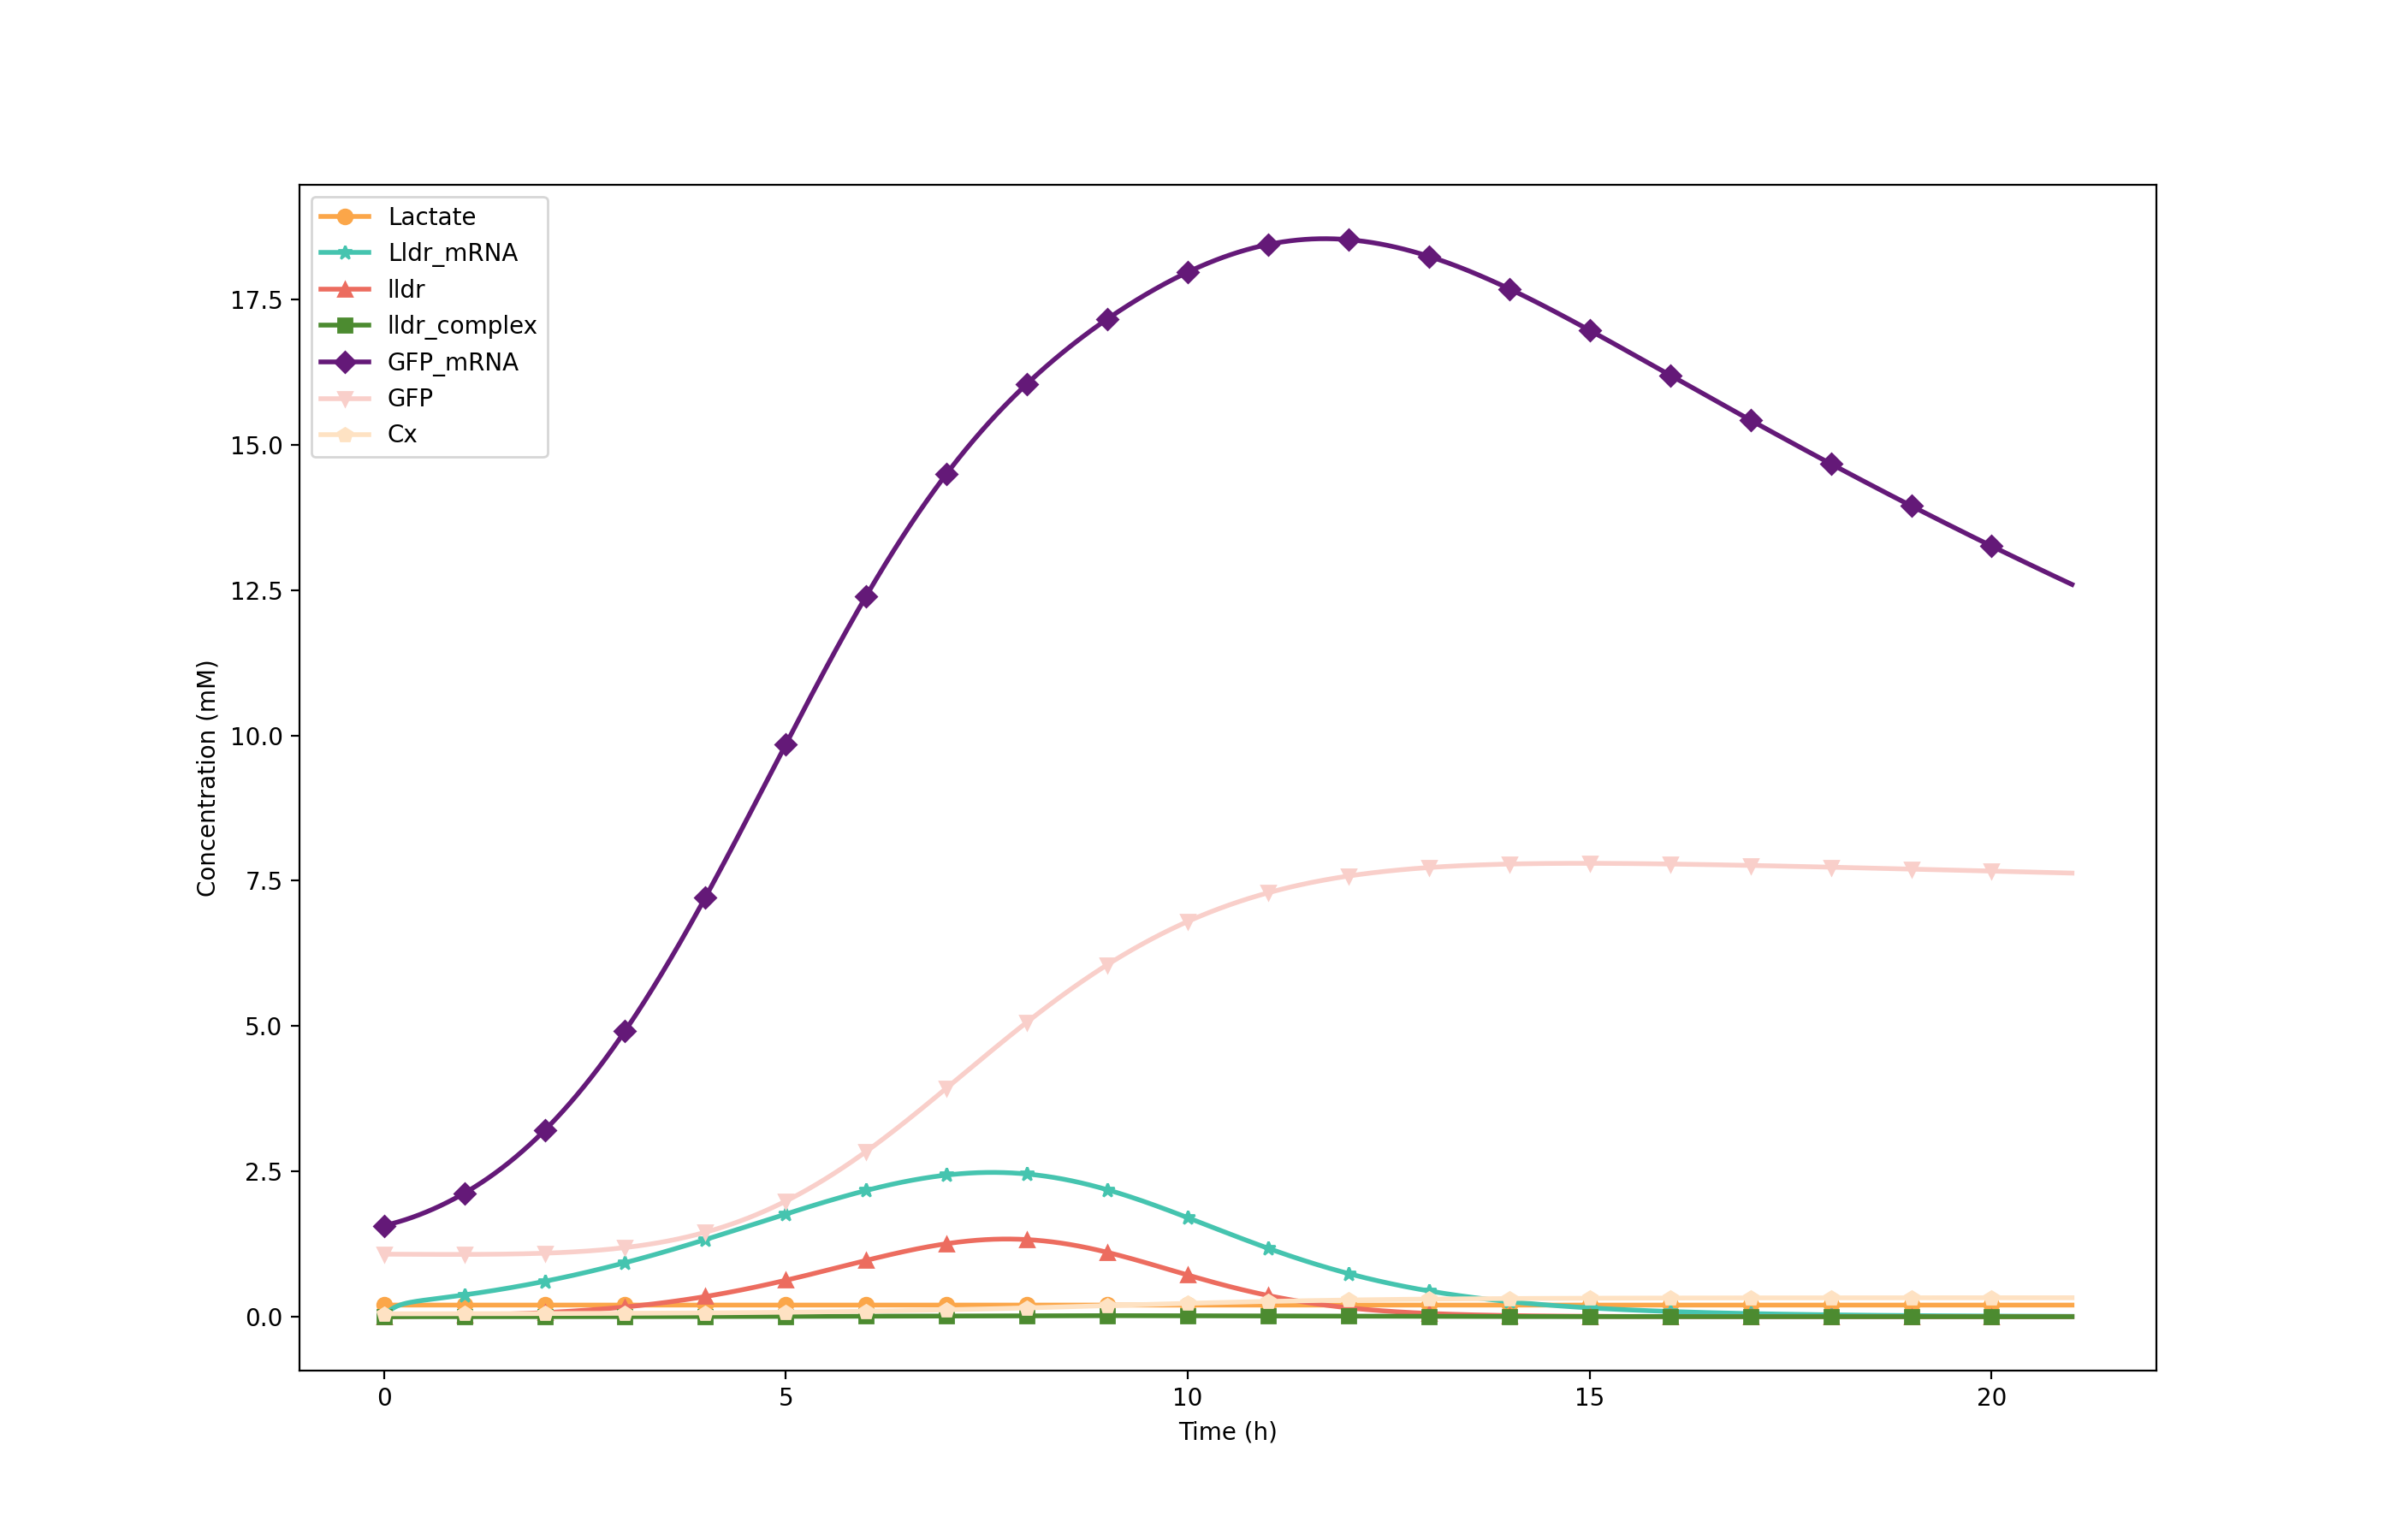 Lactate
Lldr_mRNA
lldr
lldr_complex
GFP_mRNA
GFP
Cx
17.5
15.0
12.5
10.0
7.5
5.0
2.5
0.0
Concentration (mM)
0 5 10 15 20
Time (h)